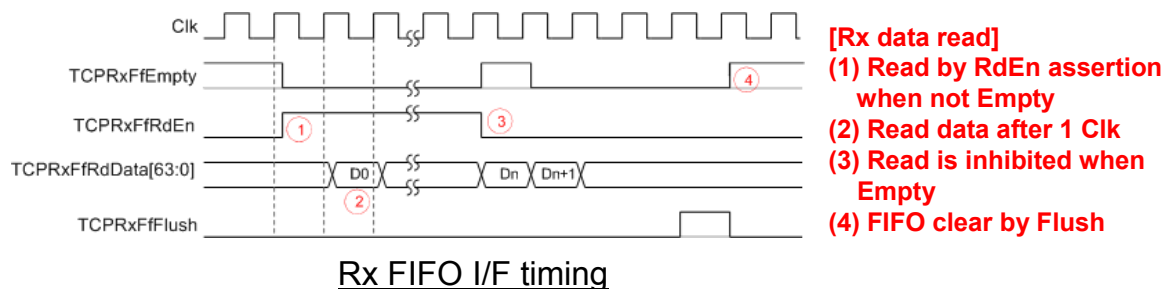 Clk
TCPRxFfEmpty
TCPRxFfRdEn
TCPRxFfRdData[63:0]
TCPRxFfFlush
1
3
4
D0
Dn
Dn+1
2
Rx FIFO I/F timing
[Rx data read]
(1) Read by RdEn assertion
when not Empty
(2) Read data after 1 Clk
(3) Read is inhibited when
Empty
(4) FIFO clear by Flush